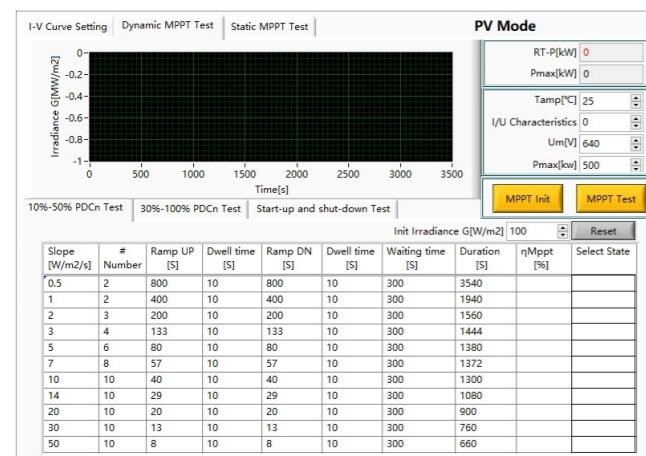 I-V Curve Setting Dynamic MPPT Test Static MPPT Test PV Mode
Irradiance G[MW/m2]
0
-0.2
-0.4
-0.6
-0.8
-1
0 500 1000 1500 2000 2500 3000 3500
Time[s]
RT-P[kW] 0
Pmax[kW] 0
Tamp[℃] 25
I/U Characteristics 0
Um[V] 640
Pmax[kw] 500
MPPT Init MPPT Test
10%-50% PDCn Test 30%-100% PDCn Test Start-up and shut-down Test
Init Irradiance G[W/m2] 100 Reset
Slope # Ramp UP Dwell time Ramp DN Dwell time Waiting time Duration ηMppt Select State
[W/m2/s] Number [S] [S] [S] [S] [S] [S] [%]
0.5 2 800 10 800 10 300 3540
1 2 400 10 400 10 300 1940
2 3 200 10 200 10 300 1560
3 4 133 10 133 10 300 1444
5 6 80 10 80 10 300 1380
7 8 57 10 57 10 300 1372
10 10 40 10 40 10 300 1300
14 10 29 10 29 10 300 1080
20 10 20 10 20 10 300 900
30 10 13 10 13 10 300 760
50 10 8 10 8 10 300 660